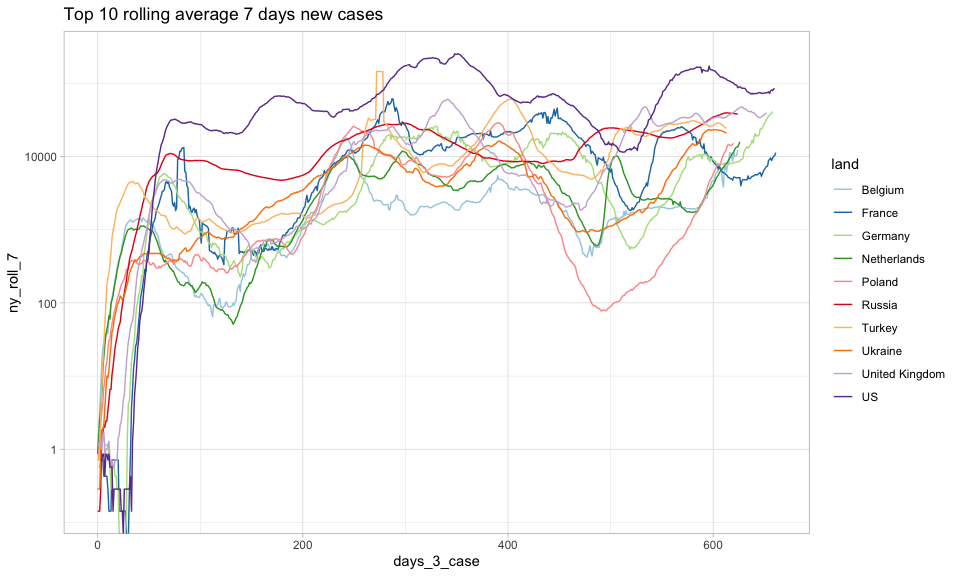 Top 10 rolling average 7 days new cases
ny_roll_7
10000
100
1
0
200
400
600
days_3_case
land
Belgium
France
Germany
Netherlands
Poland
Russia
Turkey
Ukraine
United Kingdom
US